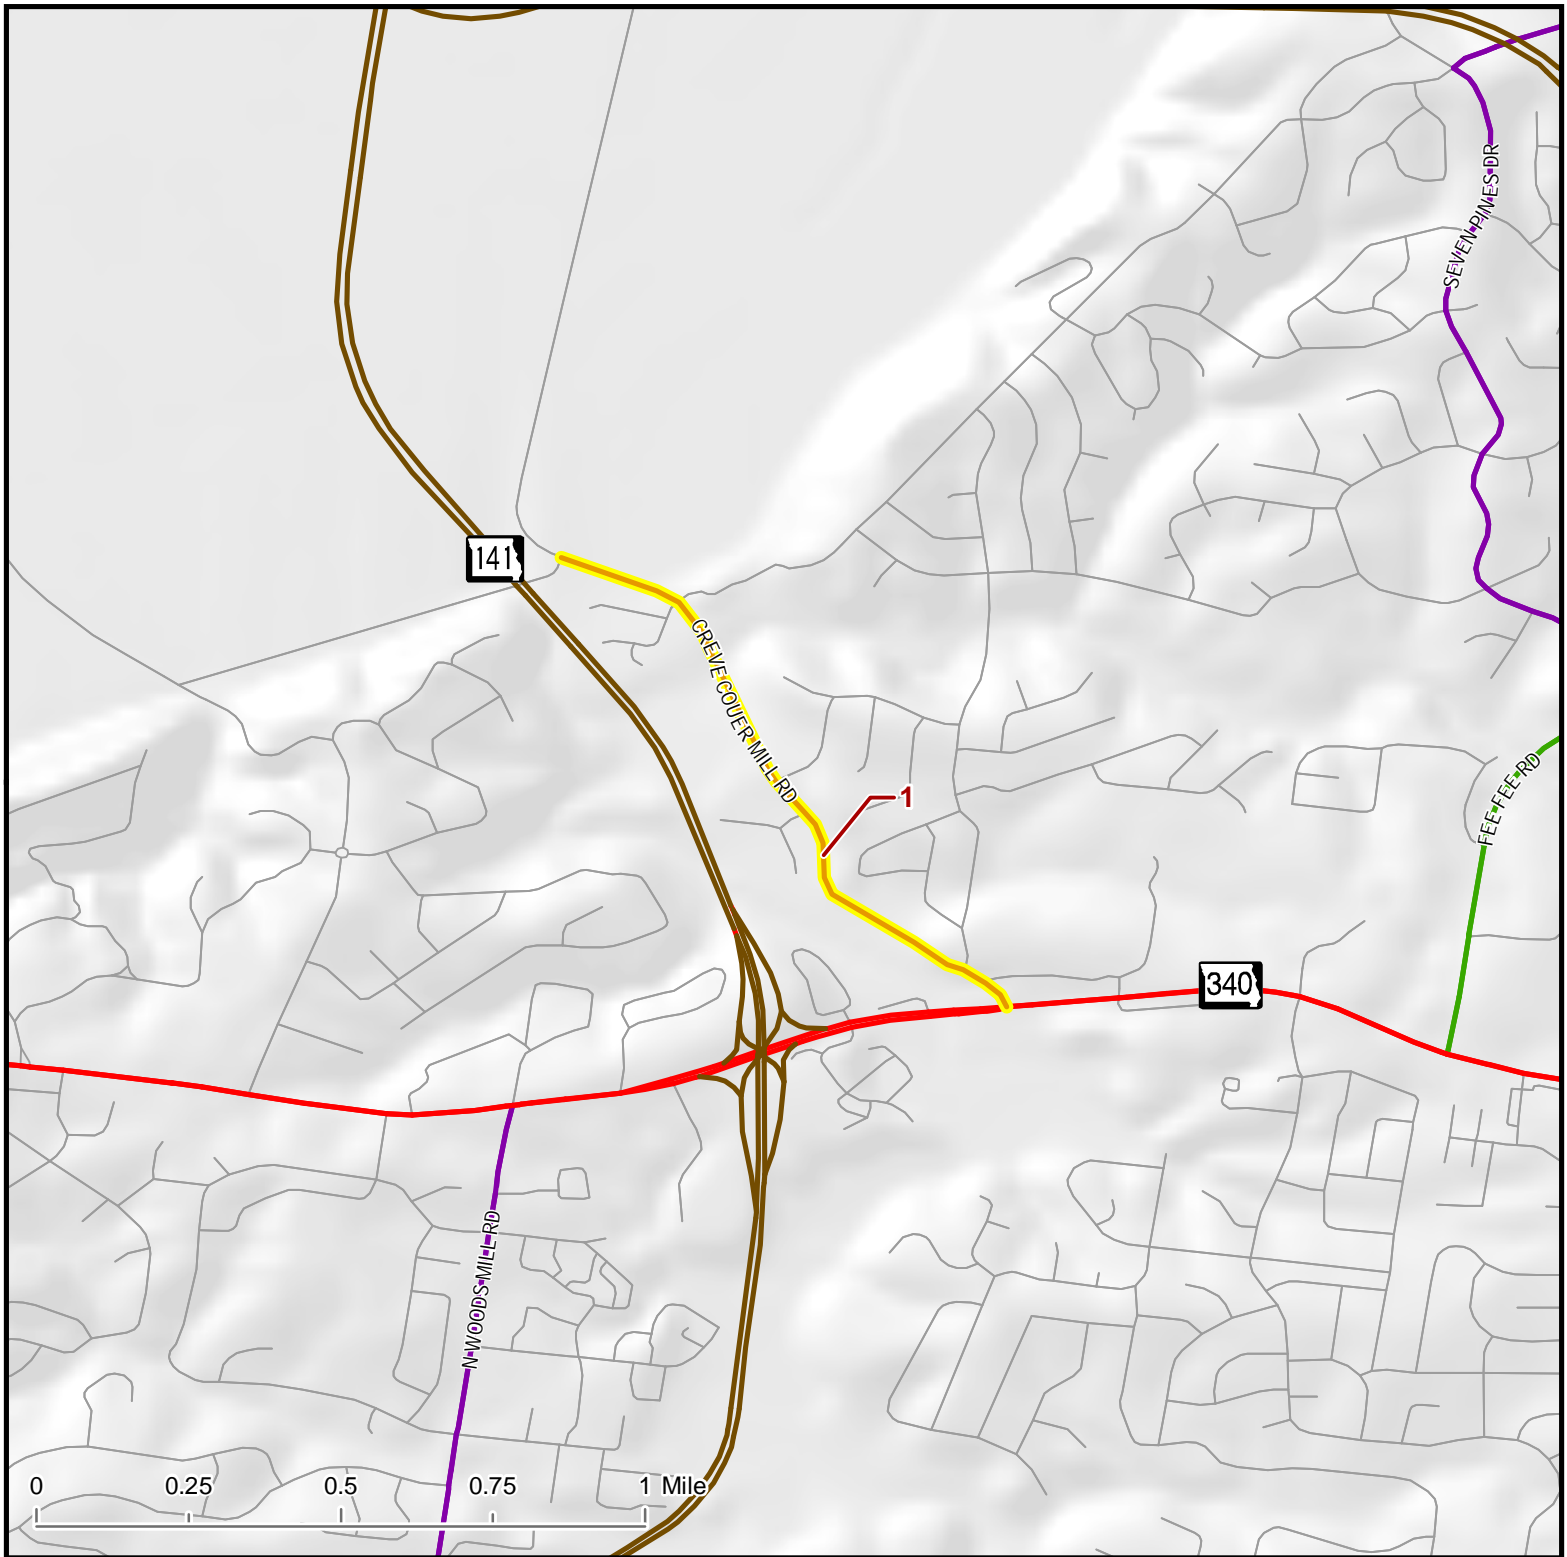 SEVEN PINES DR
141
CREVE COUER MILL RD
1
FEE FEE RD
340
N WOODS MILL RD
0 0.25 0.5 0.75 1 Mile